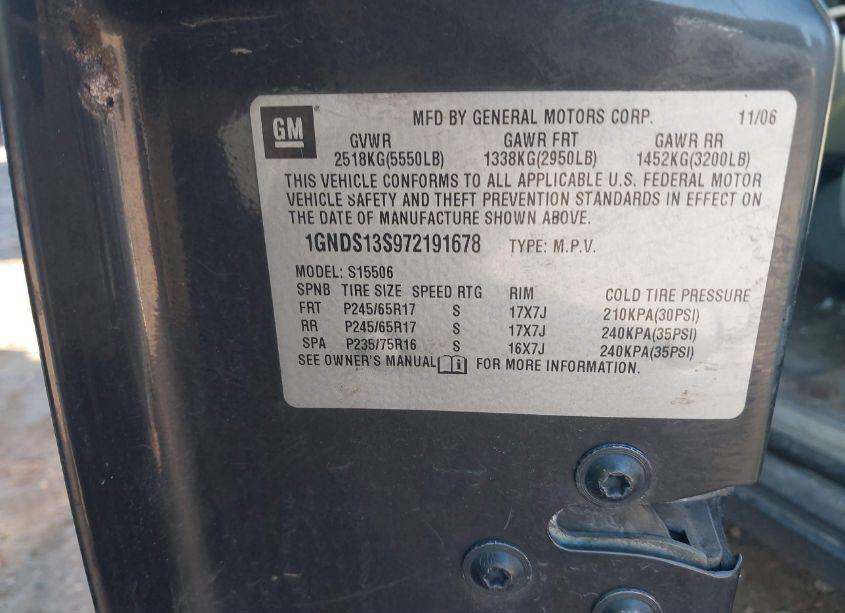 GM ® MFD BY GENERAL MOTORS CORP. 11/06
GVWR GAWR FRT GAWR RR
2518KG(5550LB) 1338KG(2950LB) 1452KG(3200LB)
THIS VEHICLE CONFORMS TO ALL APPLICABLE U.S. FEDERAL MOTOR
VEHICLE SAFETY AND THEFT PREVENTION STANDARDS IN EFFECT ON
THE DATE OF MANUFACTURE SHOWN ABOVE.
1GNDS13S972191678 TYPE: M.P.V.
MODEL: S15506
SPNB TIRE SIZE SPEED RTG RIM COLD TIRE PRESSURE
FRT P245/65R17 S 17X7J 210KPA(30PSI)
RR P245/65R17 S 17X7J 240KPA(35PSI)
SPA P235/75R16 S 16X7J 240KPA(35PSI)
SEE OWNER'S MANUAL i FOR MORE INFORMATION.